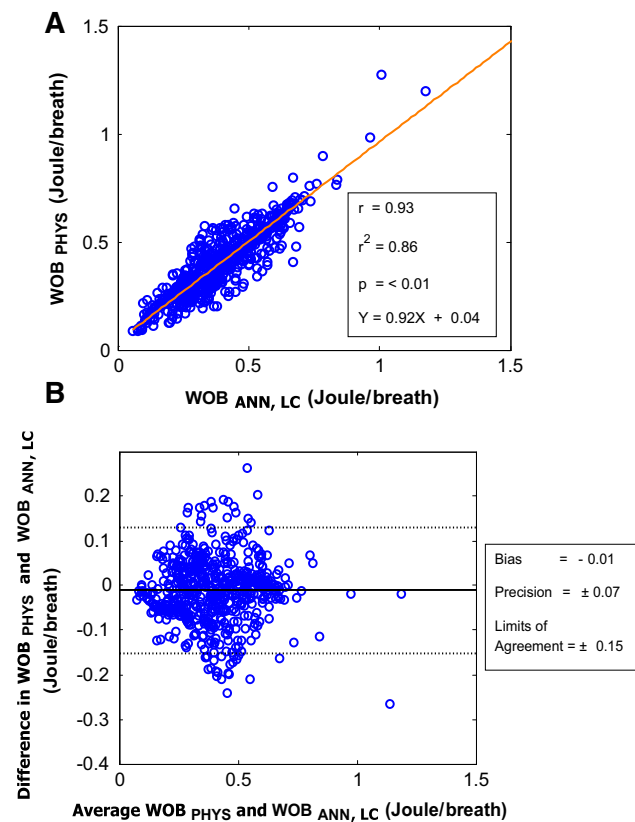 A
WOB PHYS (Joule/breath)
1.5
1
0.5
0
0 0.5 1 1.5
r = 0.93
r2 = 0.86
p = < 0.01
Y = 0.92X + 0.04
WOB ANN, LC (Joule/breath)
B
Difference in WOB PHYS and WOB ANN, LC
(Joule/breath)
0.2
0.1
0
-0.1
-0.2
-0.3
-0.4
0 0.5 1 1.5
Bias = - 0.01
Precision = ± 0.07
Limits of
Agreement = ± 0.15
Average WOB PHYS and WOB ANN, LC (Joule/breath)